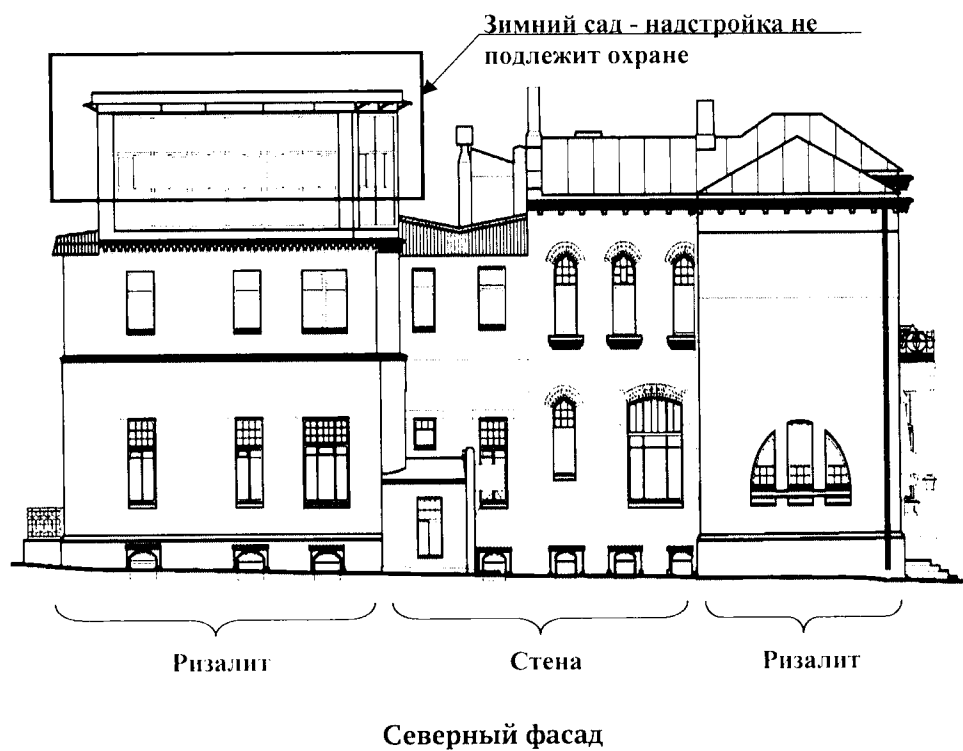 Зимний сад - надстройка не
подлежит охране
Ризалит
Стена
Ризалит
Северный фасад